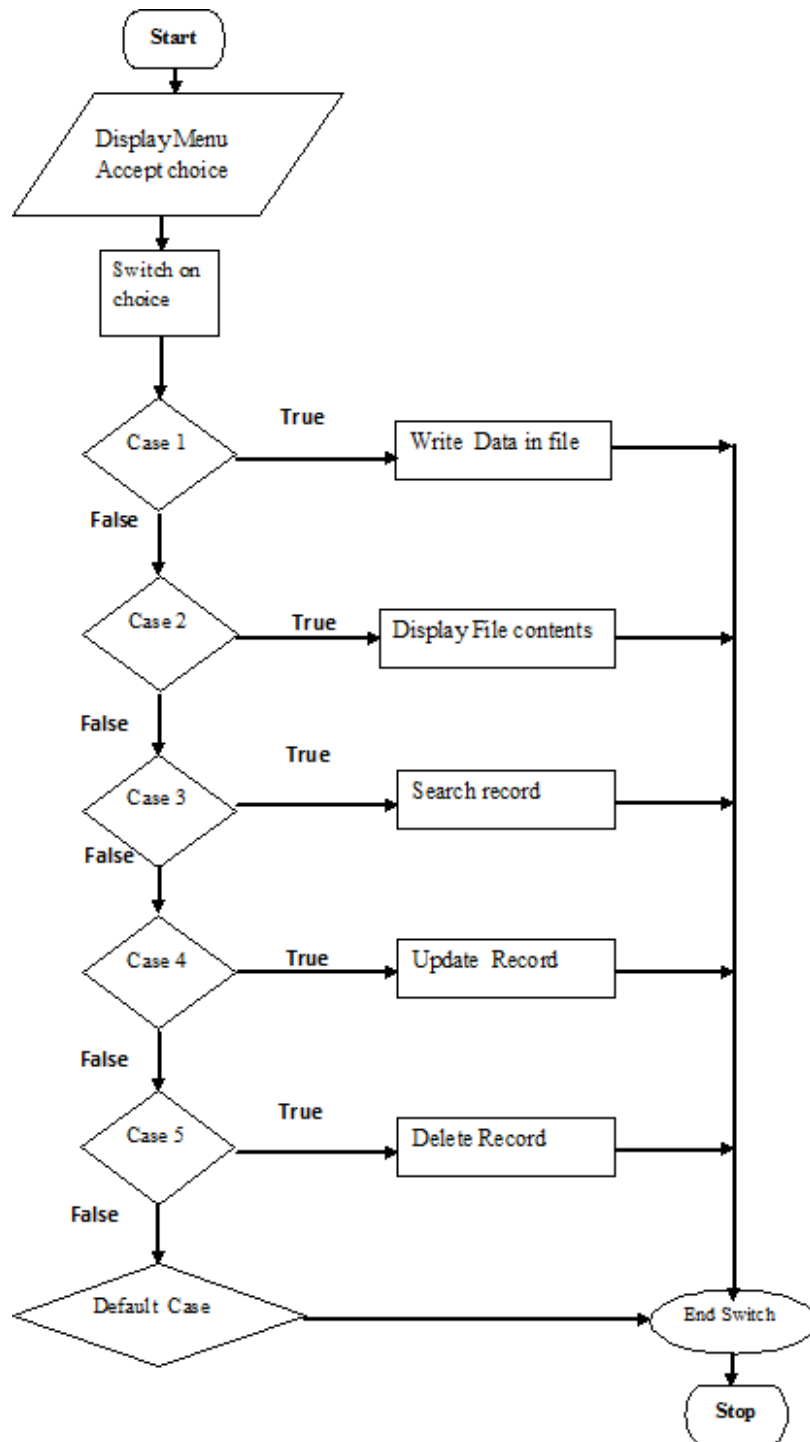 Start
Display Menu
Accept choice
Switch on
choice
Case 1
True
Write Data in file
False
Case 2
True
Display File contents
False
Case 3
True
Search record
False
Case 4
True
Update Record
False
Case 5
True
Delete Record
False
Default Case
End Switch
Stop